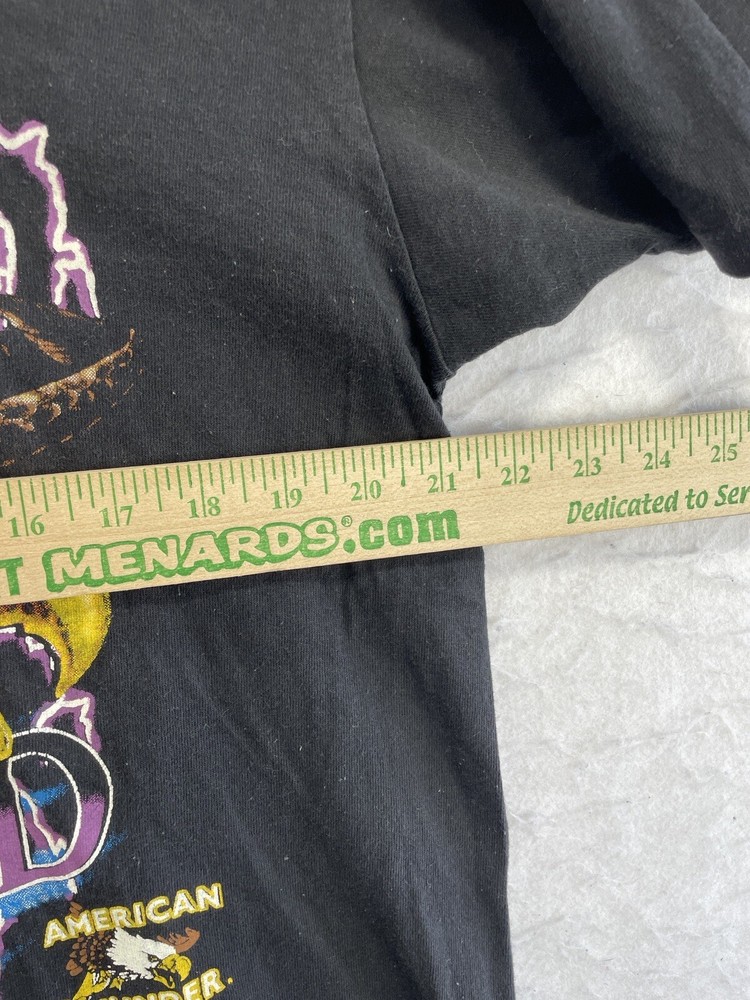 16 17 18 19 20 21 22 23 24 25
T MENARDS®.com Dedicated to Ser
D
AMERICAN
UNDER.